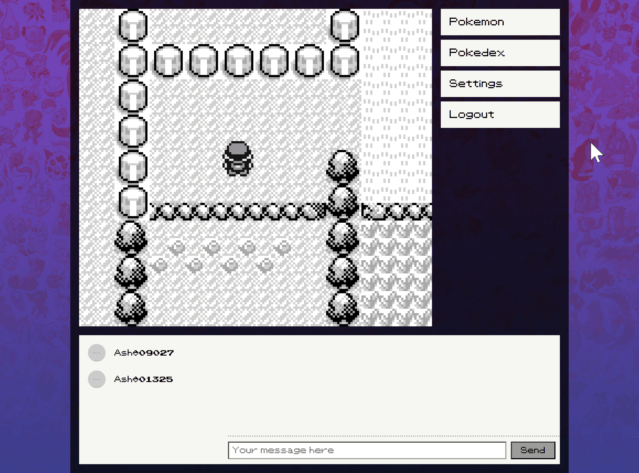 Pokemon
Pokedex
Settings
Logout
Ash#09027
Ash#01325
Your message here
Send